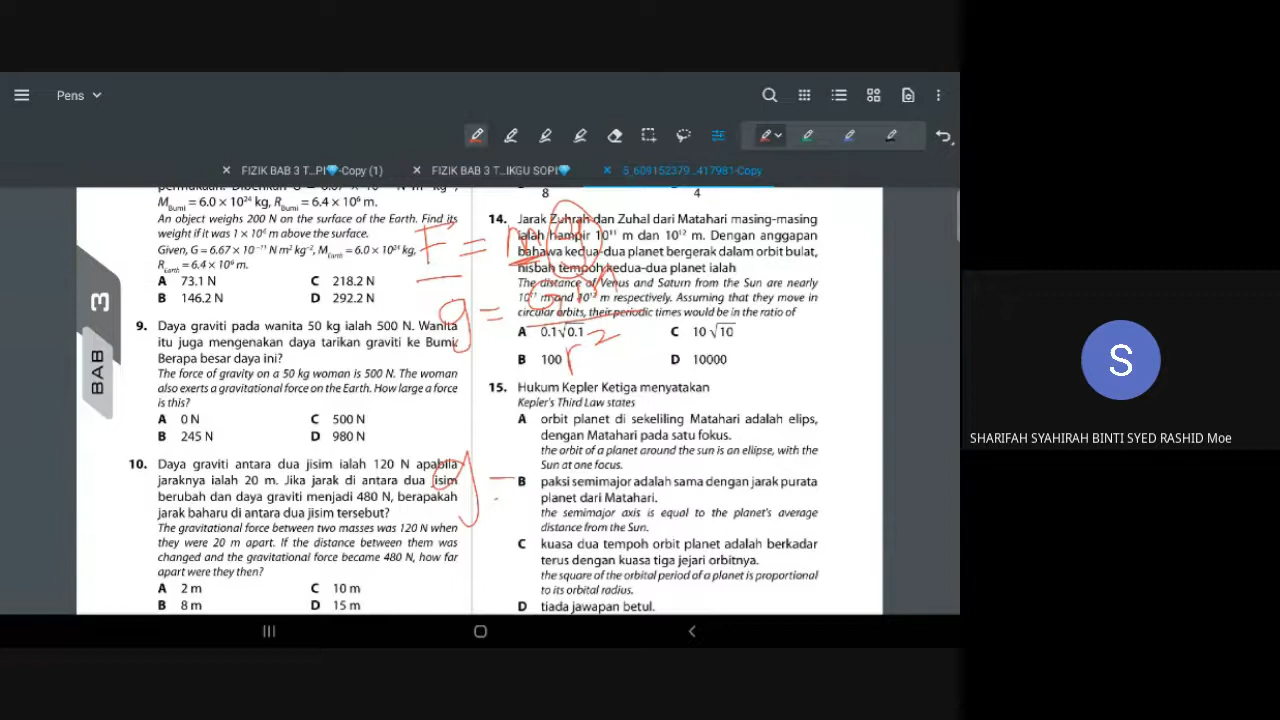 Pens
FIZIK BAB 3 T...PI💎-Copy (1)
FIZIK BAB 3 T...IKGU SOPI💎
5_609152379...417981-Copy
BAB 3
permukaan. Diberikan G = 6.67 × 10⁻¹¹ N m² kg⁻²,
M_Bumi = 6.0 × 10²⁴ kg, R_Bumi = 6.4 × 10⁶ m.
An object weighs 200 N on the surface of the Earth. Find its
weight if it was 1 × 10⁶ m above the surface.
Given, G = 6.67 × 10⁻¹¹ N m² kg⁻², M_Earth = 6.0 × 10²⁴ kg,
R_Earth = 6.4 × 10⁶ m.
A 73.1 N C 218.2 N
B 146.2 N D 292.2 N
9. Daya graviti pada wanita 50 kg ialah 500 N. Wanita
itu juga mengenakan daya tarikan graviti ke Bumi.
Berapa besar daya ini?
The force of gravity on a 50 kg woman is 500 N. The woman
also exerts a gravitational force on the Earth. How large a force
is this?
A 0 N C 500 N
B 245 N D 980 N
10. Daya graviti antara dua jisim ialah 120 N apabila
jaraknya ialah 20 m. Jika jarak di antara dua jisim
berubah dan daya graviti menjadi 480 N, berapakah
jarak baharu di antara dua jisim tersebut?
The gravitational force between two masses was 120 N when
they were 20 m apart. If the distance between them was
changed and the gravitational force became 480 N, how far
apart were they then?
A 2 m C 10 m
B 8 m D 15 m
8 4
14. Jarak Zuhrah dan Zuhal dari Matahari masing-masing
ialah hampir 10¹¹ m dan 10¹² m. Dengan anggapan
bahawa kedua-dua planet bergerak dalam orbit bulat,
nisbah tempoh kedua-dua planet ialah
The distance of Venus and Saturn from the Sun are nearly
10¹¹ m and 10¹² m respectively. Assuming that they move in
circular orbits, their periodic times would be in the ratio of
A 0.1√0.1 C 10 √10
B 100 D 10000
15. Hukum Kepler Ketiga menyatakan
Kepler's Third Law states
A orbit planet di sekeliling Matahari adalah elips,
dengan Matahari pada satu fokus.
the orbit of a planet around the sun is an ellipse, with the
Sun at one focus.
B paksi semimajor adalah sama dengan jarak purata
planet dari Matahari.
the semimajor axis is equal to the planet's average
distance from the Sun.
C kuasa dua tempoh orbit planet adalah berkadar
terus dengan kuasa tiga jejari orbitnya.
the square of the orbital period of a planet is proportional
to its orbital radius.
D tiada jawapan betul.
F = mg
g = GM
r²
g =
S
SHARIFAH SYAHIRAH BINTI SYED RASHID Moe